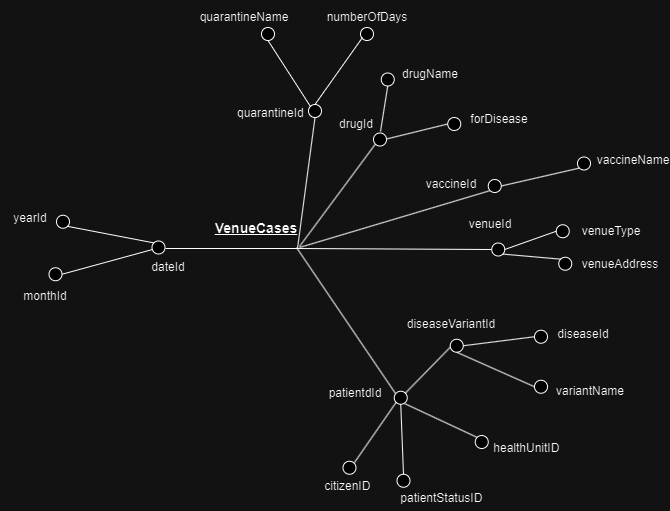 quarantineName
numberOfDays
drugName
quarantineId
drugId
forDisease
vaccineName
vaccineId
yearId
venueId
VenueCases
venueType
dateId
venueAddress
monthId
diseaseVariantId
diseaseId
patientdId
variantName
healthUnitID
citizenID
patientStatusID